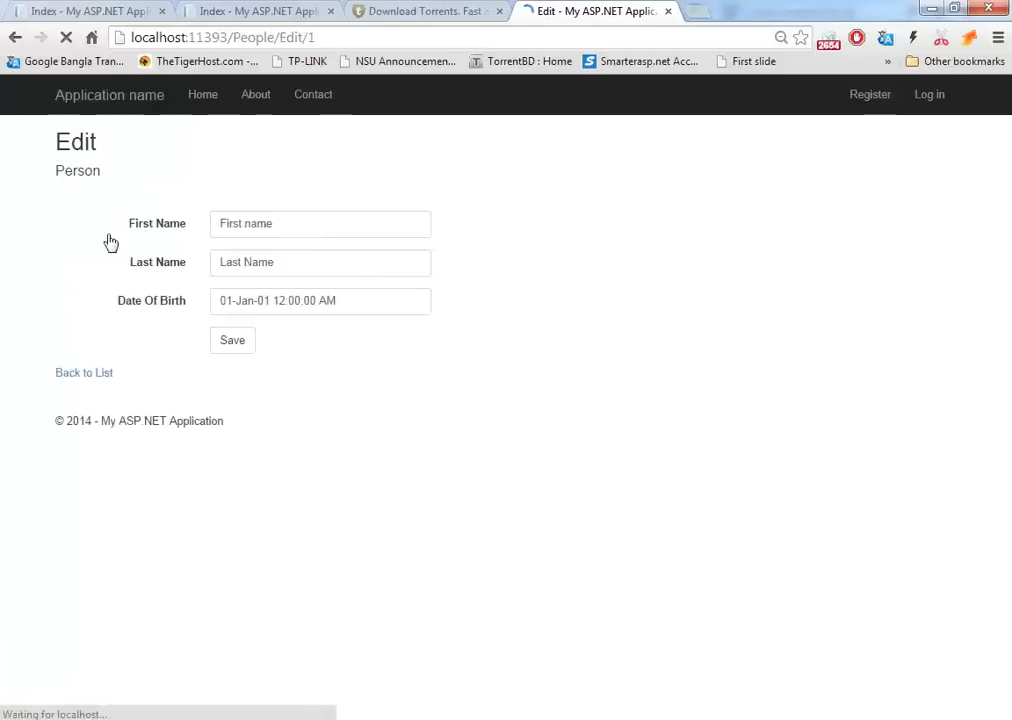 Index - My ASP.NET Appli
Index - My ASP.NET Appli
Download Torrents. Fast a
Edit - My ASP.NET Applic
localhost:11393/People/Edit/1
2654
Google Bangla Tran...
TheTigerHost.com -...
TP-LINK
NSU Announcemen...
TorrentBD : Home
Smarterasp.net Acc...
First slide
»
Other bookmarks
Application name
Home
About
Contact
Register
Log in
Edit
Person
First Name
First name
Last Name
Last Name
Date Of Birth
01-Jan-01 12:00:00 AM
Save
Back to List
© 2014 - My ASP.NET Application
Waiting for localhost...